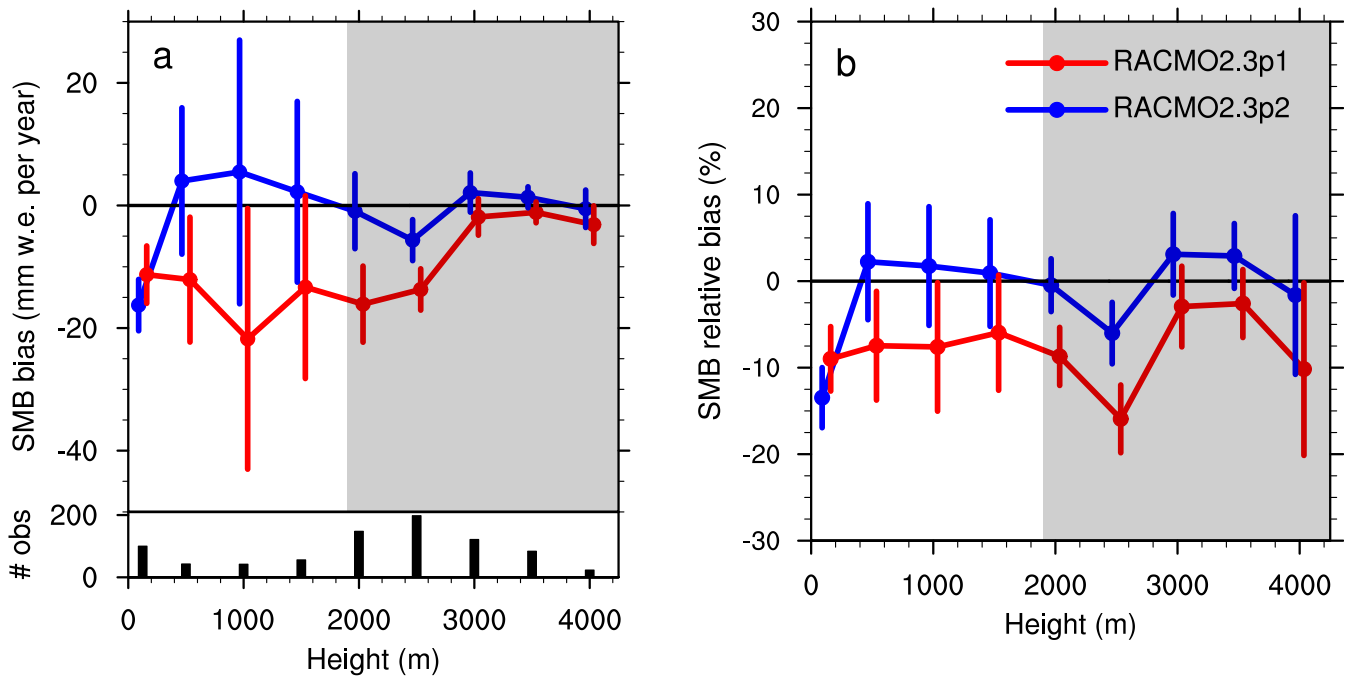 a
SMB bias (mm w.e. per year)
20
0
-20
-40
# obs
200
0
0 1000 2000 3000 4000
Height (m)
b
RACMO2.3p1
RACMO2.3p2
SMB relative bias (%)
30
20
10
0
-10
-20
-30
0 1000 2000 3000 4000
Height (m)